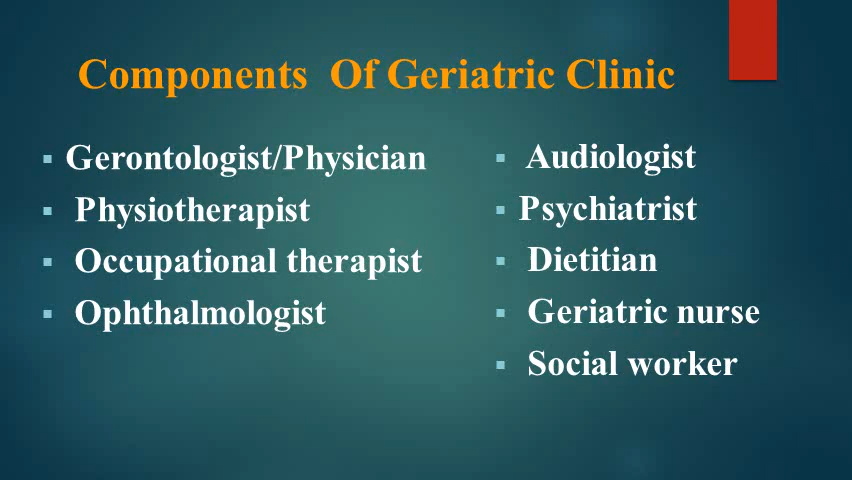 Components Of Geriatric Clinic
▪ Gerontologist/Physician
▪ Physiotherapist
▪ Occupational therapist
▪ Ophthalmologist
▪ Audiologist
▪ Psychiatrist
▪ Dietitian
▪ Geriatric nurse
▪ Social worker